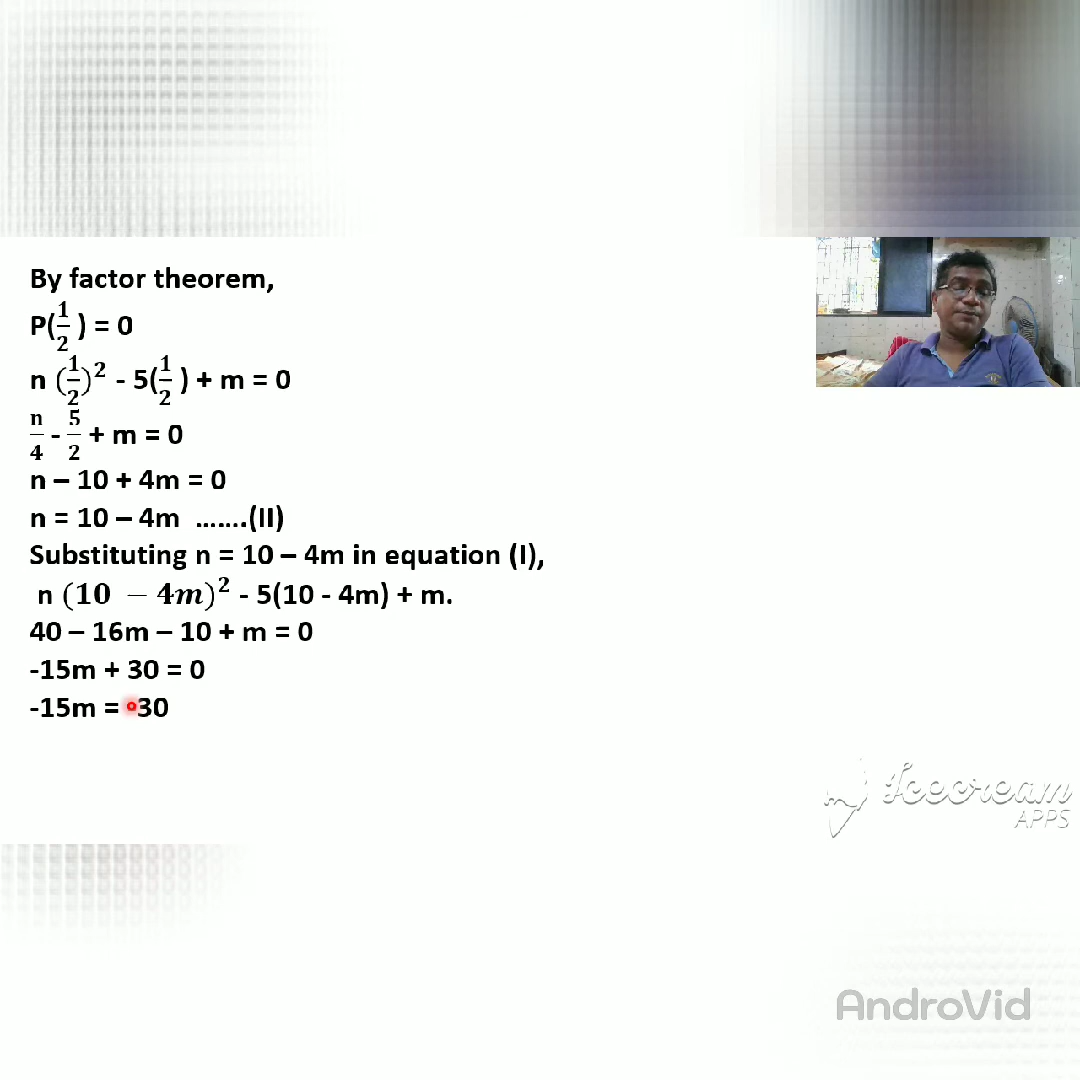 By factor theorem,
P(1/2 ) = 0
n (1/2)² - 5(1/2 ) + m = 0
n/4 - 5/2 + m = 0
n – 10 + 4m = 0
n = 10 – 4m …….(II)
Substituting n = 10 – 4m in equation (I),
n (10 – 4m)² - 5(10 - 4m) + m.
40 – 16m – 10 + m = 0
-15m + 30 = 0
-15m = -30
Icecream
APPS
AndroVid